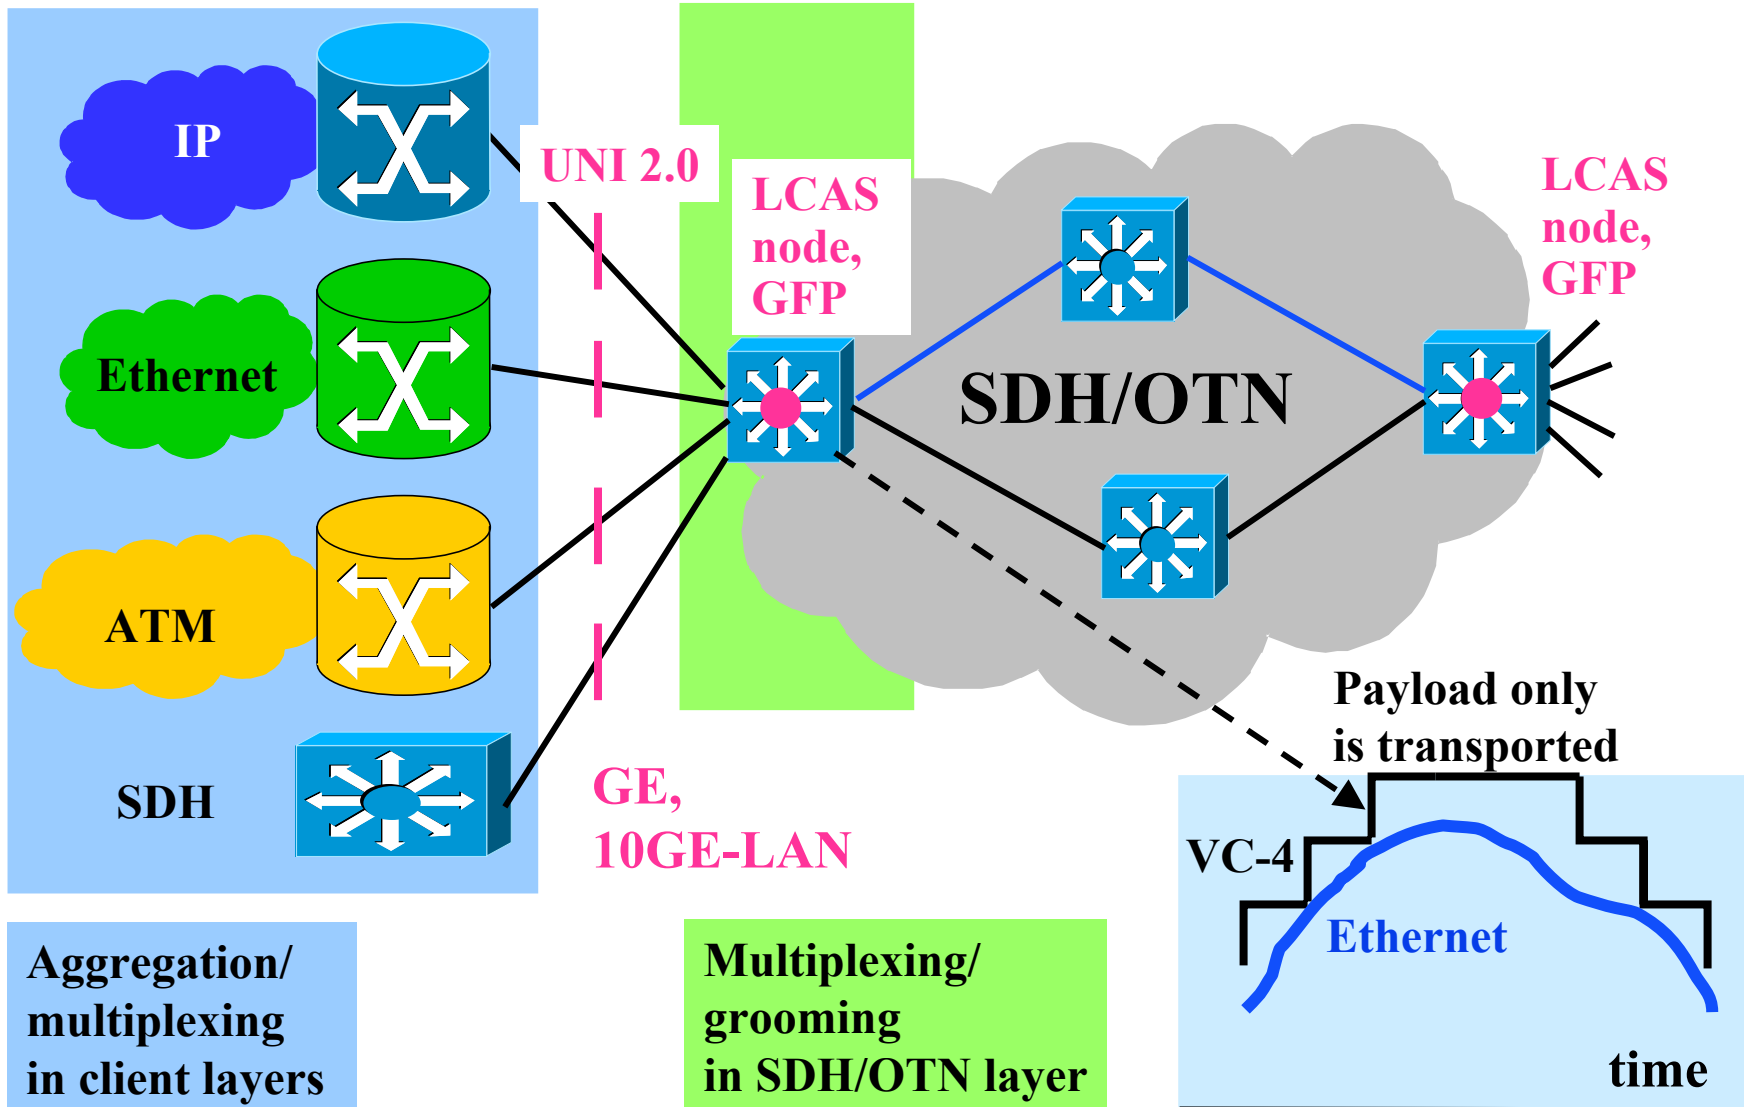 IP
UNI 2.0
LCAS
node,
GFP
LCAS
node,
GFP
Ethernet
SDH/OTN
ATM
SDH
GE,
10GE-LAN
Payload only
is transported
VC-4
Ethernet
time
Aggregation/
multiplexing
in client layers
Multiplexing/
grooming
in SDH/OTN layer